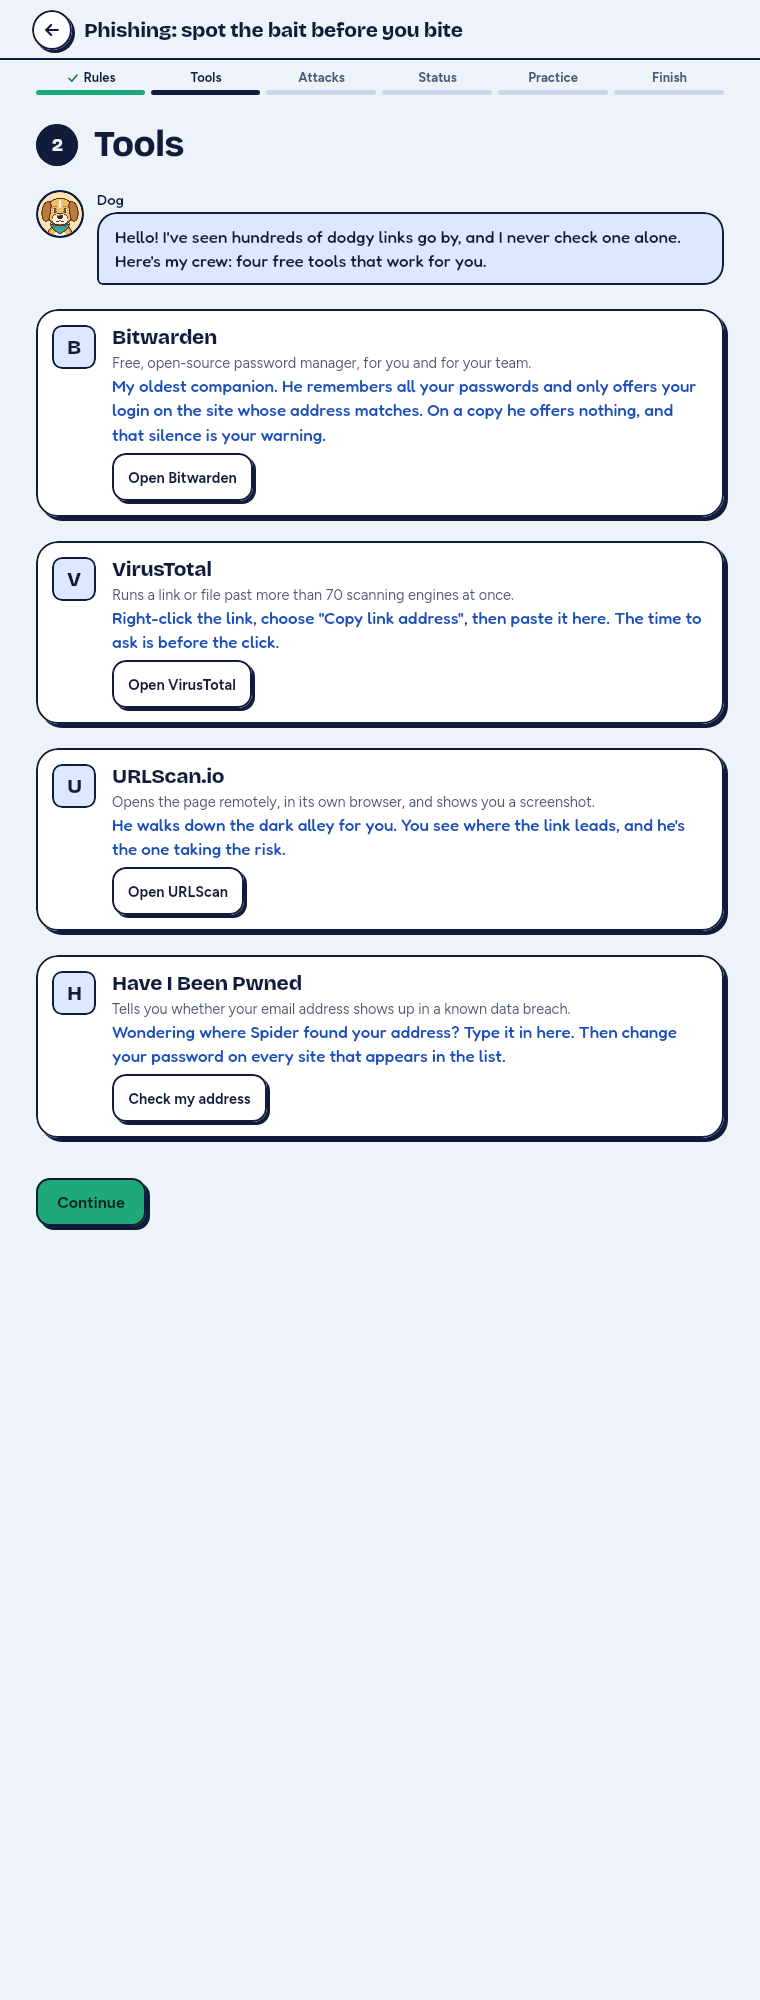 Phishing: spot the bait before you bite
Rules
Tools
Attacks
Status
Practice
Finish
2
Tools
Dog
Hello! I've seen hundreds of dodgy links go by, and I never check one alone.
Here's my crew: four free tools that work for you.
B
Bitwarden
Free, open-source password manager, for you and for your team.
My oldest companion. He remembers all your passwords and only offers your
login on the site whose address matches. On a copy he offers nothing, and
that silence is your warning.
Open Bitwarden
V
VirusTotal
Runs a link or file past more than 70 scanning engines at once.
Right-click the link, choose "Copy link address", then paste it here. The time to
ask is before the click.
Open VirusTotal
U
URLScan.io
Opens the page remotely, in its own browser, and shows you a screenshot.
He walks down the dark alley for you. You see where the link leads, and he's
the one taking the risk.
Open URLScan
H
Have I Been Pwned
Tells you whether your email address shows up in a known data breach.
Wondering where Spider found your address? Type it in here. Then change
your password on every site that appears in the list.
Check my address
Continue